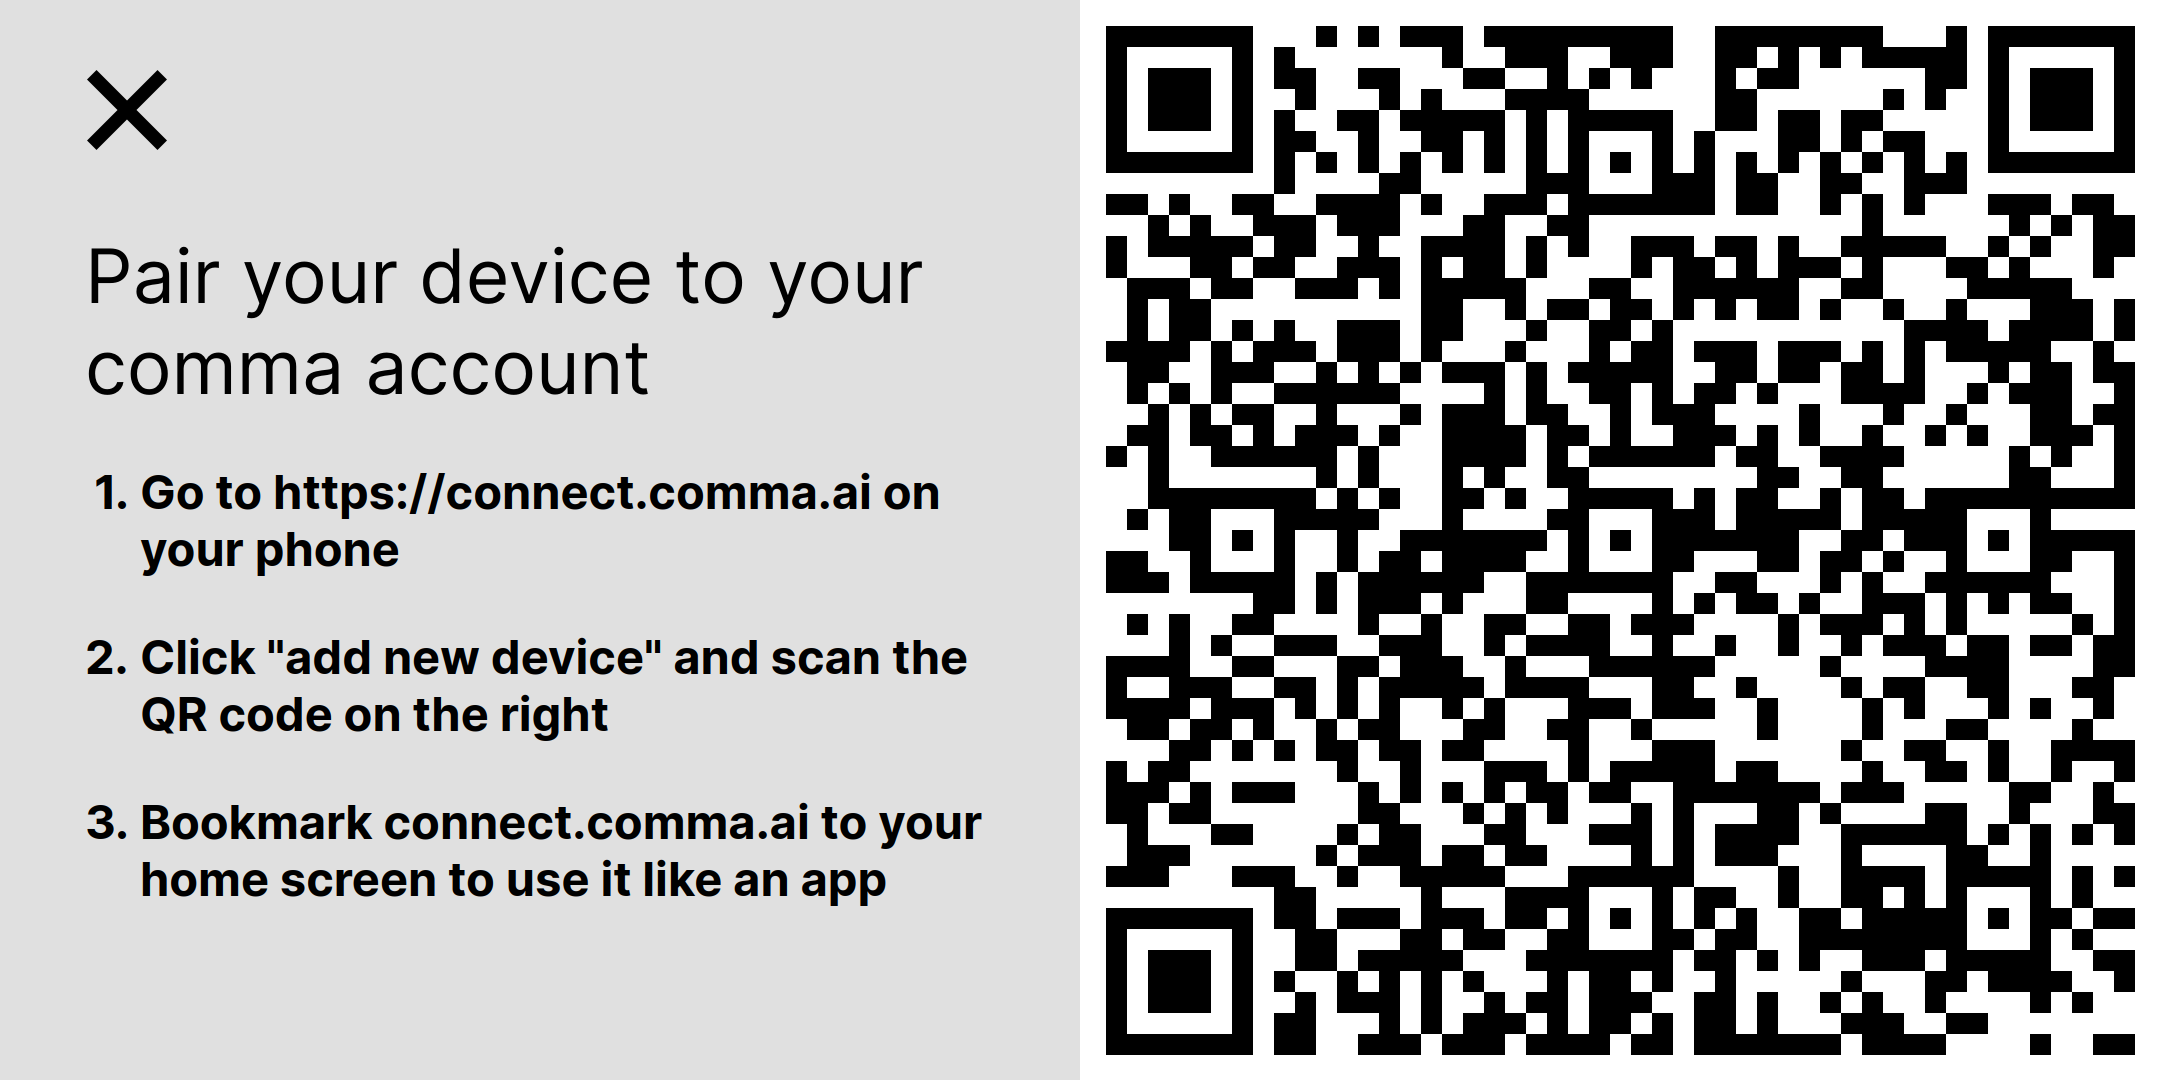 Pair your device to your
comma account
1. Go to https://connect.comma.ai on
your phone
2. Click "add new device" and scan the
QR code on the right
3. Bookmark connect.comma.ai to your
home screen to use it like an app